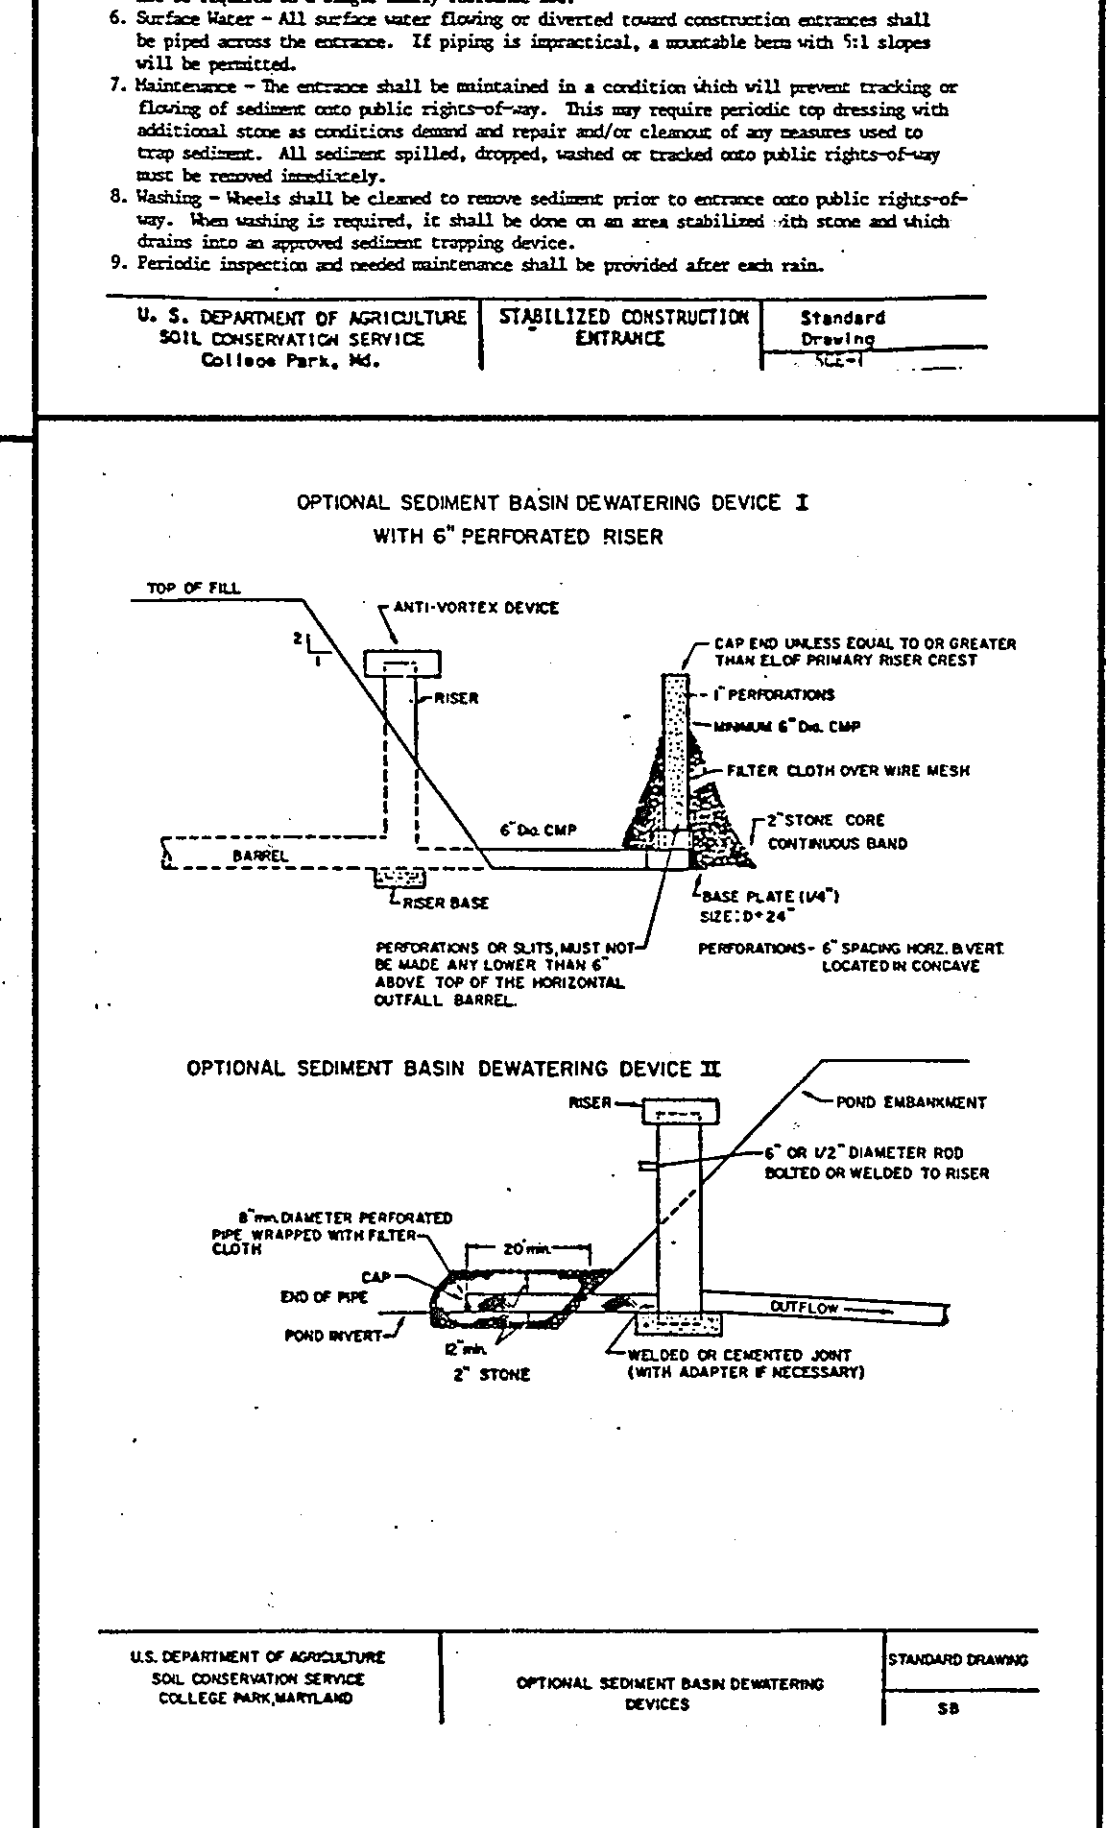 6. Surface Water - All surface water flowing or diverted toward construction entrances shall
be piped across the entrance. If piping is impractical, a mountable berm with 5:1 slopes
will be permitted.
7. Maintenance - The entrance shall be maintained in a condition which will prevent tracking or
flowing of sediment onto public rights-of-way. This may require periodic top dressing with
additional stone as conditions demand and repair and/or cleanout of any measures used to
trap sediment. All sediment spilled, dropped, washed or tracked onto public rights-of-way
must be removed immediately.
8. Washing - Wheels shall be cleaned to remove sediment prior to entrance onto public rights-of-
way. When washing is required, it shall be done on an area stabilized with stone and which
drains into an approved sediment trapping device.
9. Periodic inspection and needed maintenance shall be provided after each rain.
U. S. DEPARTMENT OF AGRICULTURE
SOIL CONSERVATION SERVICE
College Park, Md.
STABILIZED CONSTRUCTION
ENTRANCE
Standard
Drawing
SCE-1
OPTIONAL SEDIMENT BASIN DEWATERING DEVICE I
WITH 6" PERFORATED RISER
TOP OF FILL
2
1
ANTI-VORTEX DEVICE
RISER
CAP END UNLESS EQUAL TO OR GREATER
THAN EL.OF PRIMARY RISER CREST
1" PERFORATIONS
MINIMUM 6" Dia. CMP
FILTER CLOTH OVER WIRE MESH
6" Dia. CMP
2" STONE CORE
CONTINUOUS BAND
BARREL
RISER BASE
BASE PLATE (1/4")
SIZE: D+24"
PERFORATIONS OR SLITS, MUST NOT
BE MADE ANY LOWER THAN 6"
ABOVE TOP OF THE HORIZONTAL
OUTFALL BARREL.
PERFORATIONS - 6" SPACING HORZ. & VERT.
LOCATED IN CONCAVE
OPTIONAL SEDIMENT BASIN DEWATERING DEVICE II
RISER
POND EMBANKMENT
6" OR 1/2" DIAMETER ROD
BOLTED OR WELDED TO RISER
8" min. DIAMETER PERFORATED
PIPE WRAPPED WITH FILTER
CLOTH
20' min.
CAP
END OF PIPE
OUTFLOW
POND INVERT
12" min.
2" STONE
WELDED OR CEMENTED JOINT
(WITH ADAPTER IF NECESSARY)
U.S. DEPARTMENT OF AGRICULTURE
SOIL CONSERVATION SERVICE
COLLEGE PARK, MARYLAND
OPTIONAL SEDIMENT BASIN DEWATERING
DEVICES
STANDARD DRAWING
SB